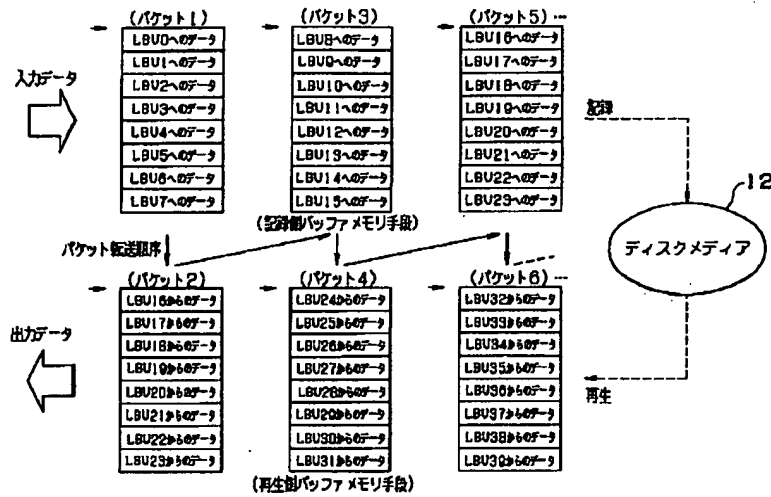 (パケット1)
LBU0へのデータ
LBU1へのデータ
LBU2へのデータ
LBU3へのデータ
LBU4へのデータ
LBU5へのデータ
LBU6へのデータ
LBU7へのデータ
(パケット3)
LBU8へのデータ
LBU9へのデータ
LBU10へのデータ
LBU11へのデータ
LBU12へのデータ
LBU13へのデータ
LBU14へのデータ
LBU15へのデータ
(パケット5)…
LBU16へのデータ
LBU17へのデータ
LBU18へのデータ
LBU19へのデータ
LBU20へのデータ
LBU21へのデータ
LBU22へのデータ
LBU23へのデータ
入力データ
記録
12
ディスクメディア
(記録側バッファメモリ手段)
パケット転送順序
(パケット2)
LBU16からのデータ
LBU17からのデータ
LBU18からのデータ
LBU19からのデータ
LBU20からのデータ
LBU21からのデータ
LBU22からのデータ
LBU23からのデータ
(パケット4)
LBU24からのデータ
LBU25からのデータ
LBU26からのデータ
LBU27からのデータ
LBU28からのデータ
LBU29からのデータ
LBU30からのデータ
LBU31からのデータ
(パケット6)…
LBU32からのデータ
LBU33からのデータ
LBU34からのデータ
LBU35からのデータ
LBU36からのデータ
LBU37からのデータ
LBU38からのデータ
LBU39からのデータ
出力データ
再生
(再生側バッファメモリ手段)